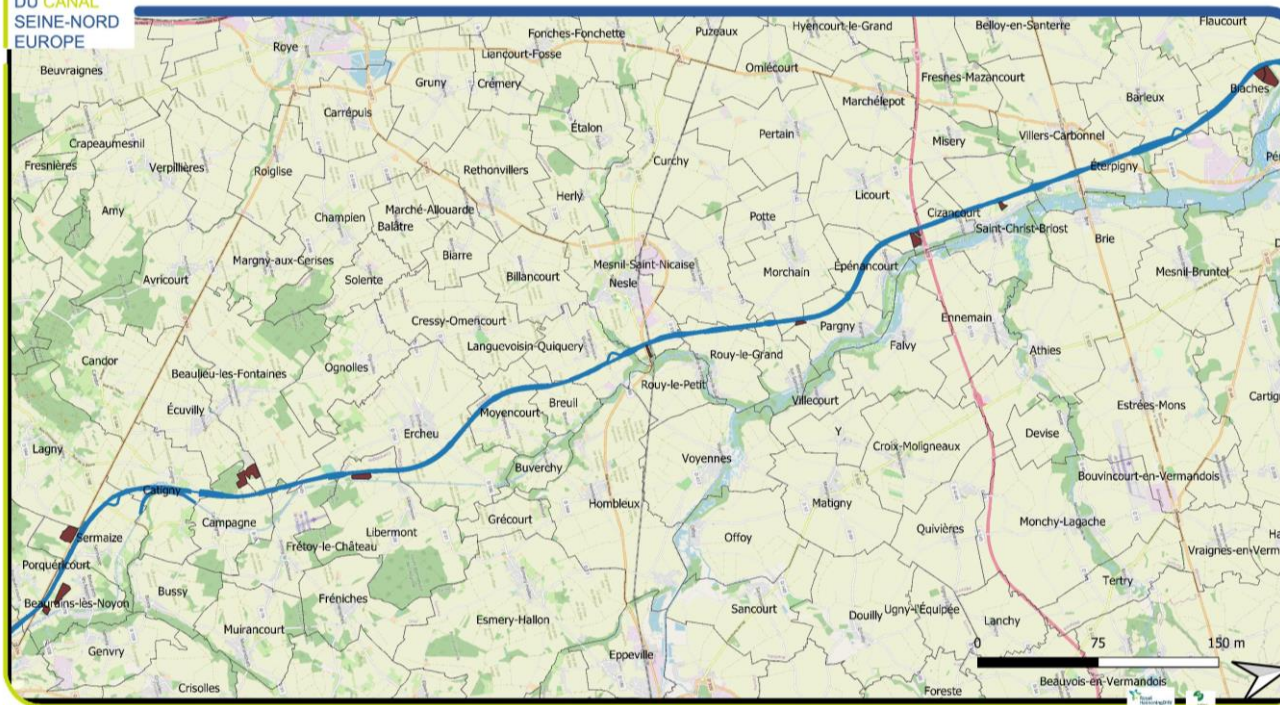 DU CANAL
SEINE-NORD
EUROPE
Flaucourt
Hyencourt-le-Grand
Belloy-en-Santerre
Fonches-Fonchette
Puzeaux
Roye
Liancourt-Fosse
Beuvraignes
Omiécourt
Gruny
Crémery
Fresnes-Mazancourt
Biaches
Barleux
Marchélepot
Carrépuis
Étalon
Pertain
Villers-Carbonnel
Crapeaumesnil
Misery
Curchy
Fresnières
Verpillières
Roiglise
Rethonvillers
Éterpigny
Herly
Licourt
Amy
Champien
Marché-Allouarde
Potte
Cizancourt
Balâtre
Saint-Christ-Briost
Brie
Biarre
Margny-aux-Cerises
Mesnil-Saint-Nicaise
Épénancourt
Avricourt
Solente
Billancourt
Nesle
Morchain
Mesnil-Bruntel
Cressy-Omencourt
Ennemain
Pargny
Languevoisin-Quiquery
Falvy
Rouy-le-Grand
Athies
Candor
Ognolles
Beaulieu-les-Fontaines
Rouy-le-Petit
Villecourt
Écuvilly
Moyencourt
Breuil
Estrées-Mons
Ercheu
Y
Devise
Lagny
Croix-Moligneaux
Voyennes
Buverchy
Bouvincourt-en-Vermandois
Catigny
Hombleux
Matigny
Campagne
Grécourt
Monchy-Lagache
Quivières
Sermaize
Libermont
Offoy
Frétoy-le-Château
Porquéricourt
Tertry
Bussy
Beaurains-lès-Noyon
Fréniches
Sancourt
Ugny-l'Équipée
Douilly
Lanchy
Esmery-Hallon
Muirancourt
0 75 150 m
Genvry
Eppeville
Beauvois-en-Vermandois
Crisolles
Foreste